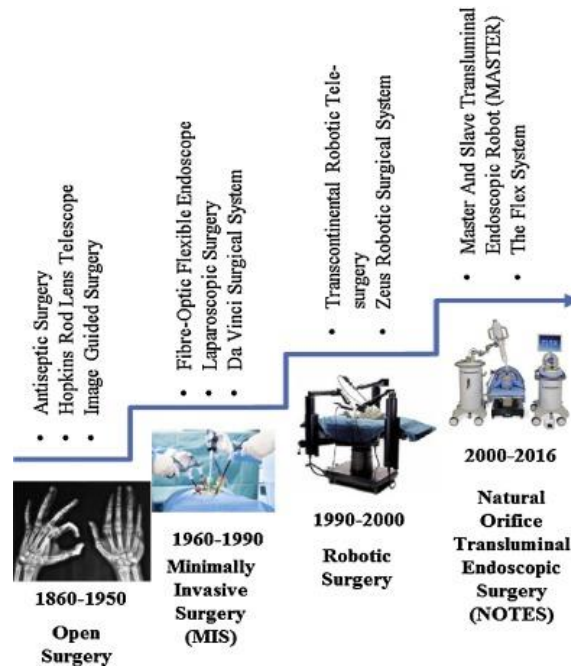 • Antiseptic Surgery
• Hopkins Rod Lens Telescope
• Image Guided Surgery
1860-1950
Open
Surgery
• Fibre-Optic Flexible Endoscope
• Laparoscopic Surgery
• Da Vinci Surgical System
1960-1990
Minimally
Invasive
Surgery
(MIS)
• Transcontinental Robotic Tele-
surgery
• Zeus Robotic Surgical System
1990-2000
Robotic
Surgery
• Master And Slave Transluminal
Endoscopic Robot (MASTER)
• The Flex System
2000-2016
Natural
Orifice
Transluminal
Endoscopic
Surgery
(NOTES)